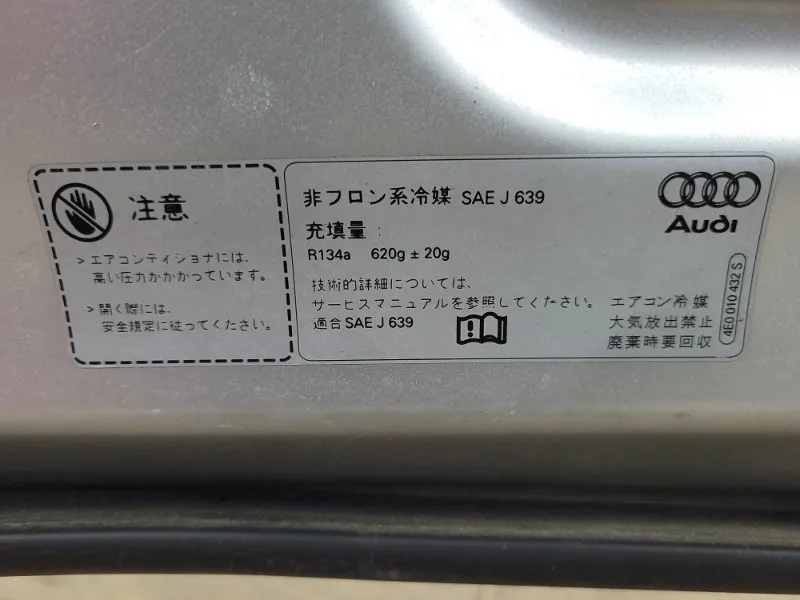 注意
> エアコンティショナには、
高い圧力かかかっています。
> 開く際には、
安全規定に従ってください。
非フロン系冷媒 SAE J 639
充填量 :
R134a 620g ± 20g
技術的詳細については、
サービスマニュアルを参照してください。
適合 SAE J 639
Audi
エアコン冷媒
大気放出禁止
廃棄時要回収
4E0 010 432 S